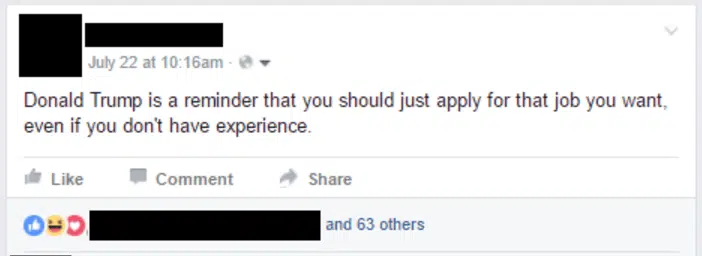 July 22 at 10:16am ·
Donald Trump is a reminder that you should just apply for that job you want,
even if you don't have experience.
Like Comment Share
and 63 others